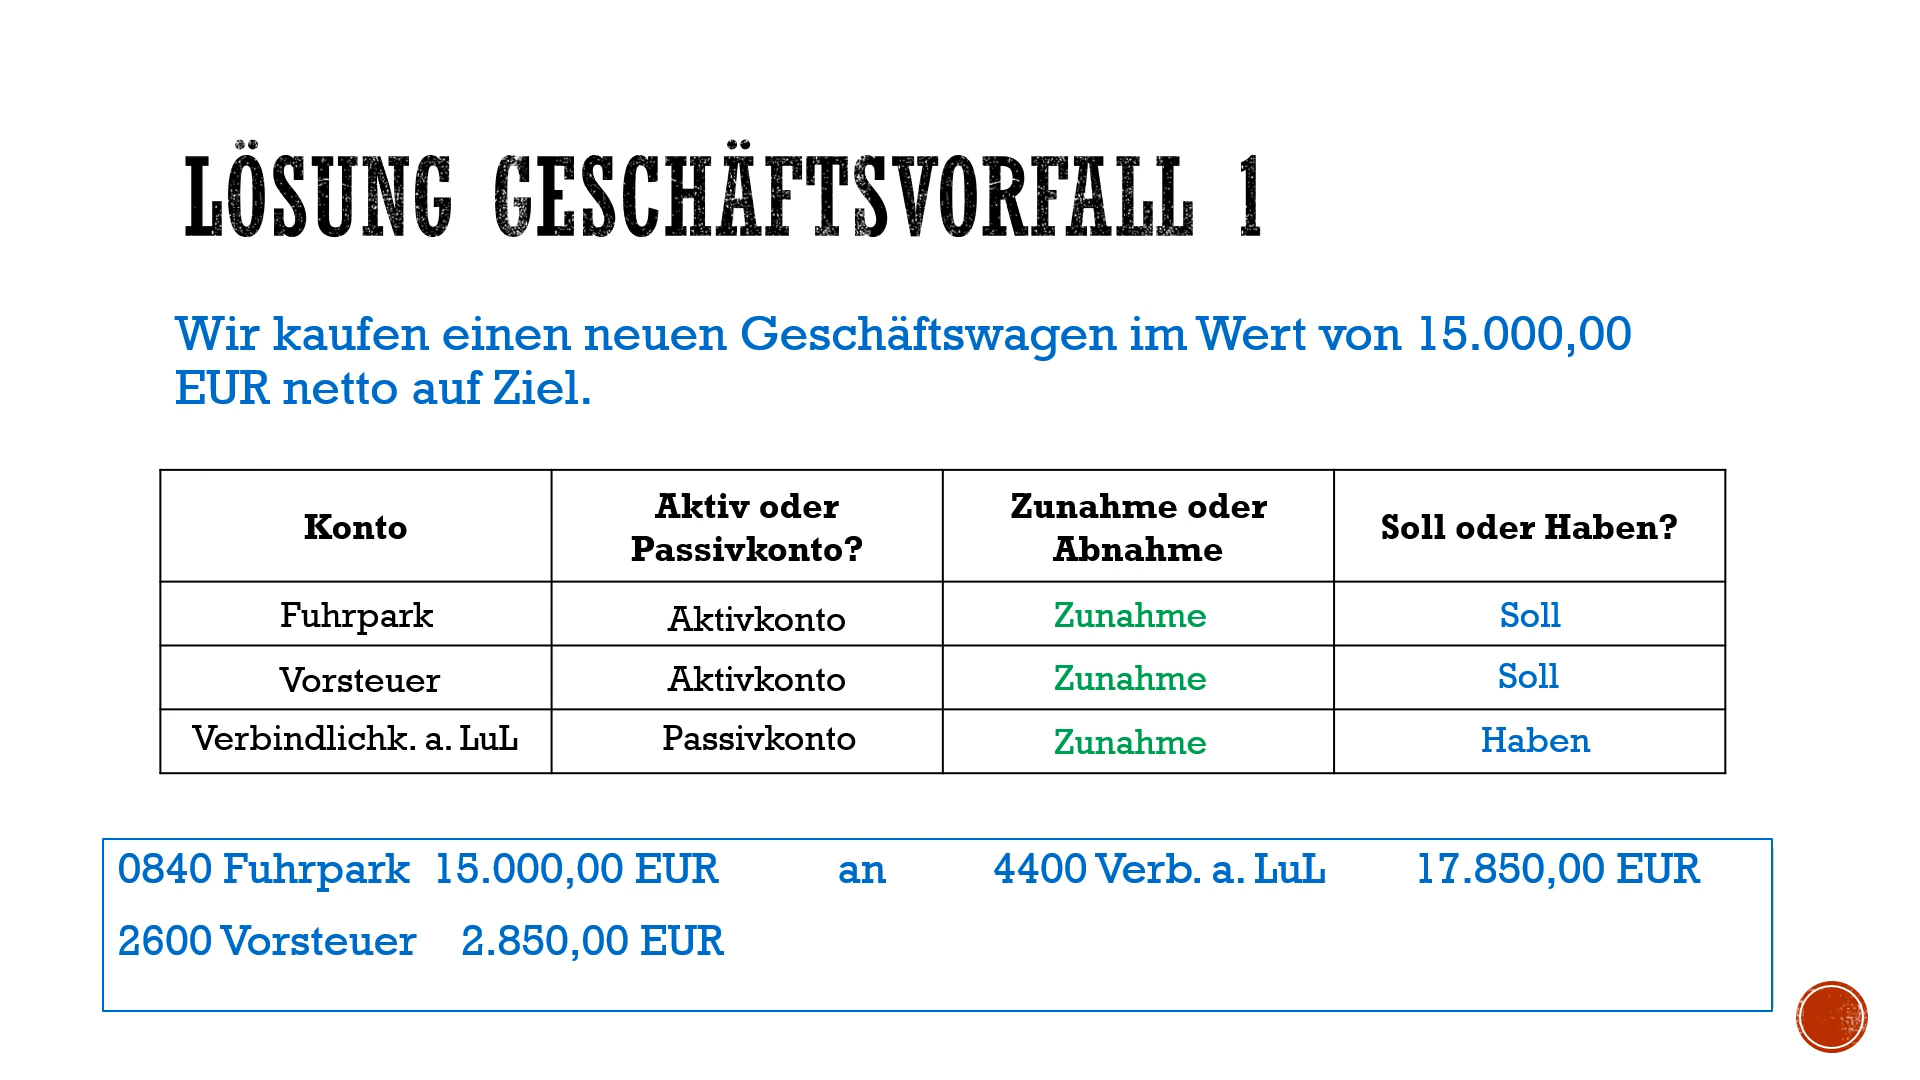 LÖSUNG GESCHÄFTSVORFALL 1
Wir kaufen einen neuen Geschäftswagen im Wert von 15.000,00
EUR netto auf Ziel.
Konto Aktiv oder Passivkonto? Zunahme oder Abnahme Soll oder Haben?
Fuhrpark Aktivkonto Zunahme Soll
Vorsteuer Aktivkonto Zunahme Soll
Verbindlichk. a. LuL Passivkonto Zunahme Haben
0840 Fuhrpark 15.000,00 EUR an 4400 Verb. a. LuL 17.850,00 EUR
2600 Vorsteuer 2.850,00 EUR